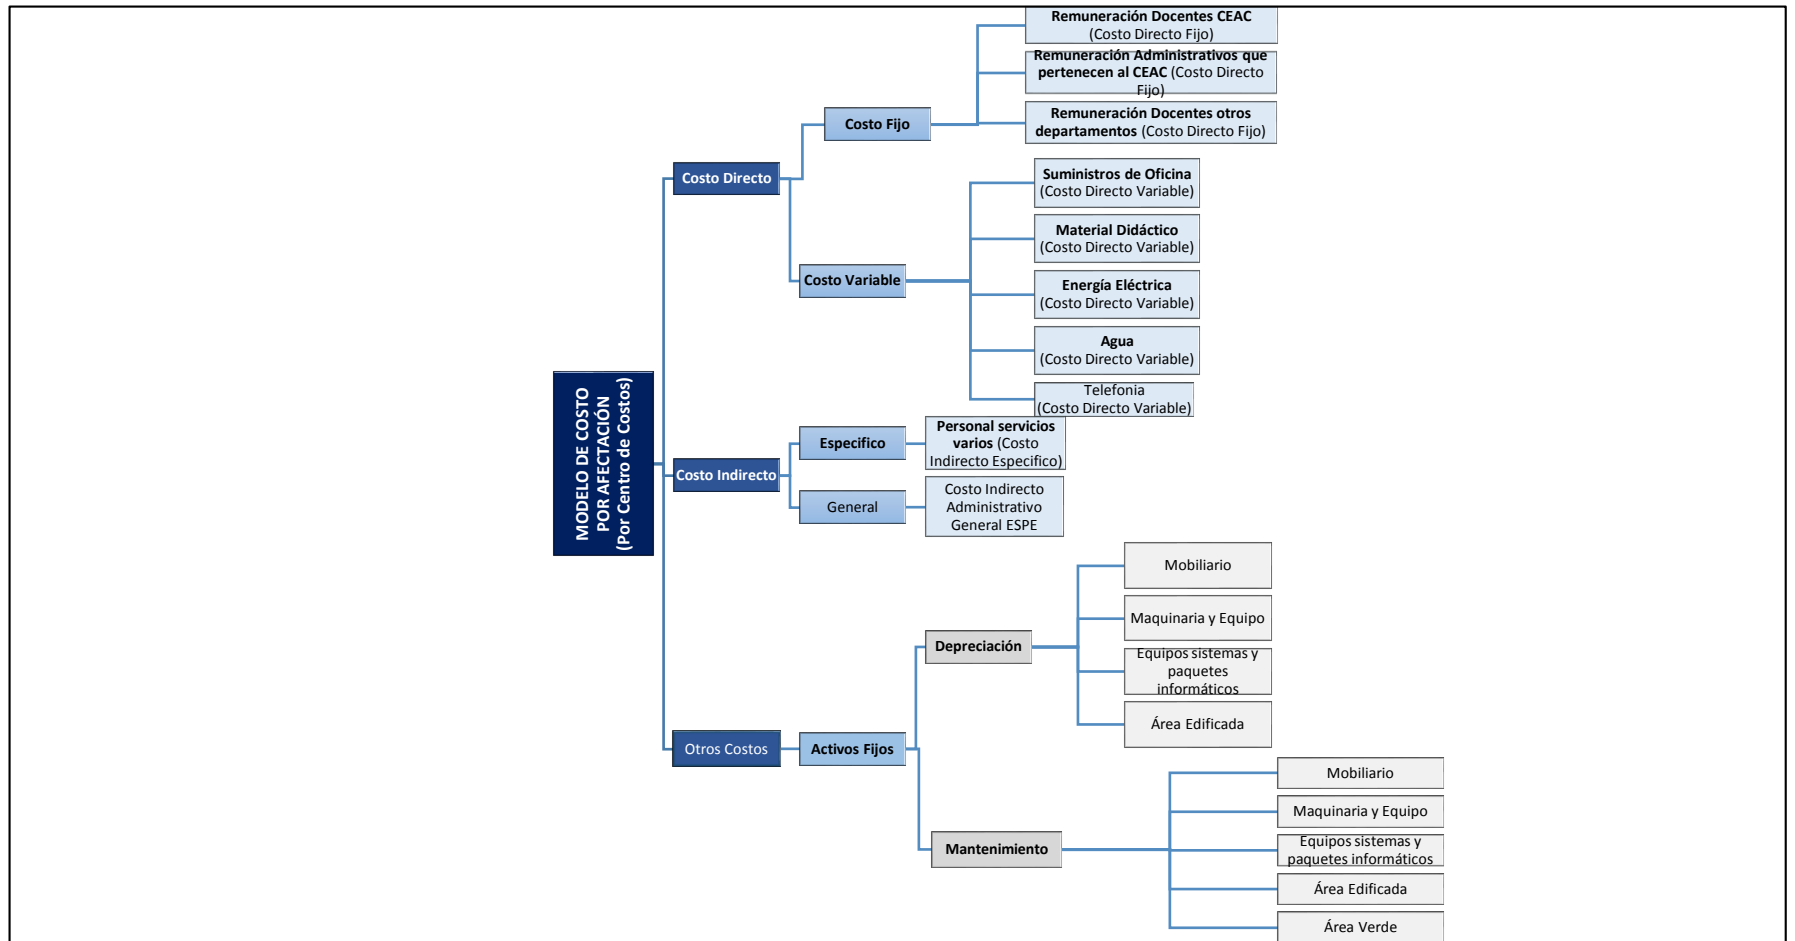 Remuneración Docentes CEAC
(Costo Directo Fijo)
Remuneración Administrativos que
pertenecen al CEAC (Costo Directo
Fijo)
Remuneración Docentes otros
departamentos (Costo Directo Fijo)
Costo Fijo
Costo Directo
Suministros de Oficina
(Costo Directo Variable)
Material Didáctico
(Costo Directo Variable)
Costo Variable
Energía Eléctrica
(Costo Directo Variable)
Agua
(Costo Directo Variable)
Telefonia
(Costo Directo Variable)
MODELO DE COSTO
POR AFECTACIÓN
(Por Centro de Costos)
Costo Indirecto
Especifico
Personal servicios
varios (Costo
Indirecto Especifico)
General
Costo Indirecto
Administrativo
General ESPE
Otros Costos
Activos Fijos
Depreciación
Mobiliario
Maquinaria y Equipo
Equipos sistemas y
paquetes
informáticos
Área Edificada
Mantenimiento
Mobiliario
Maquinaria y Equipo
Equipos sistemas y
paquetes informáticos
Área Edificada
Área Verde